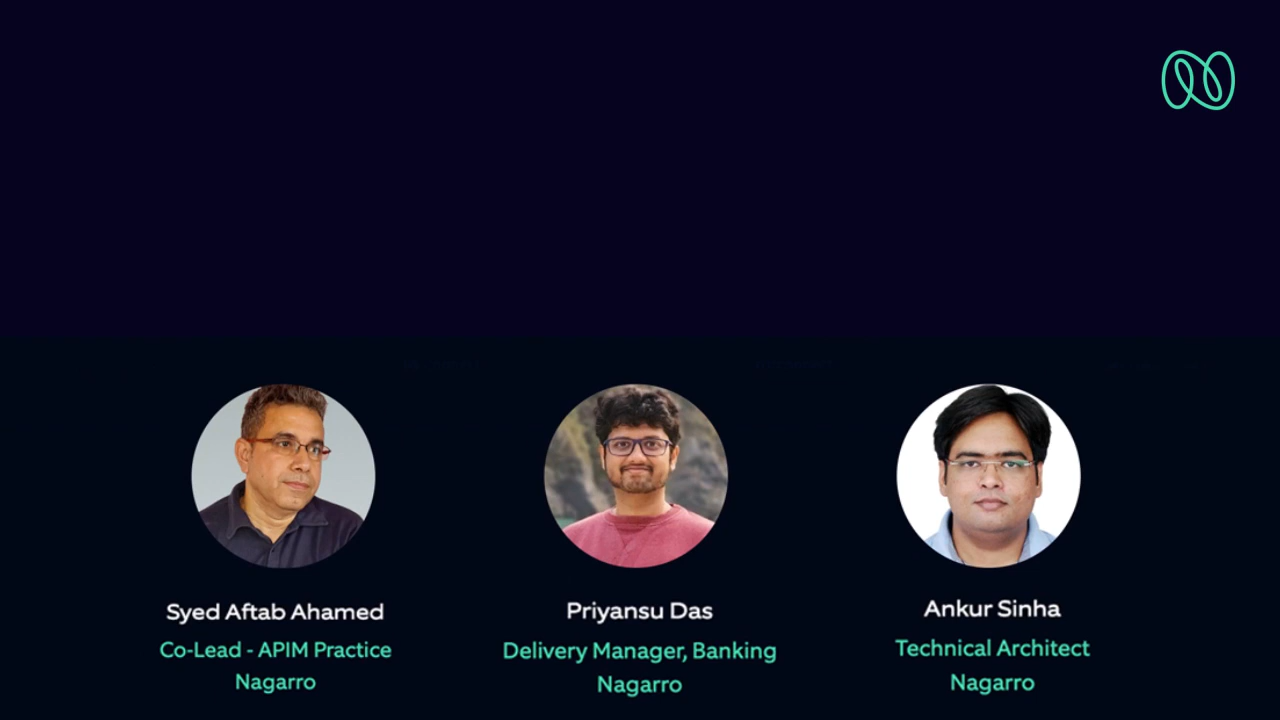 Syed Aftab Ahamed
Co-Lead - APIM Practice
Nagarro
Priyansu Das
Delivery Manager, Banking
Nagarro
Ankur Sinha
Technical Architect
Nagarro